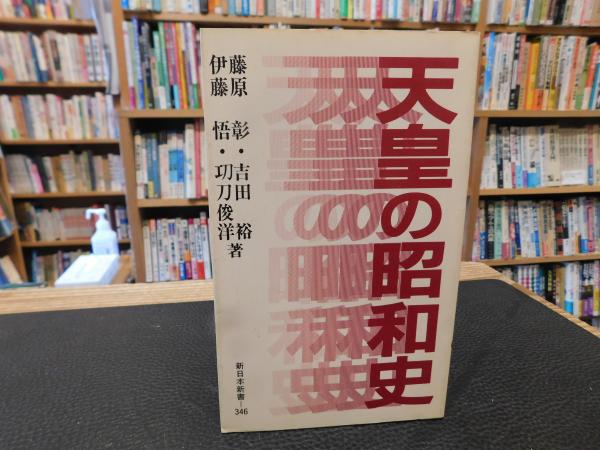 天皇の昭和史
藤原 彰・吉田 裕
伊藤 悟・功刀俊洋著
新日本新書—346